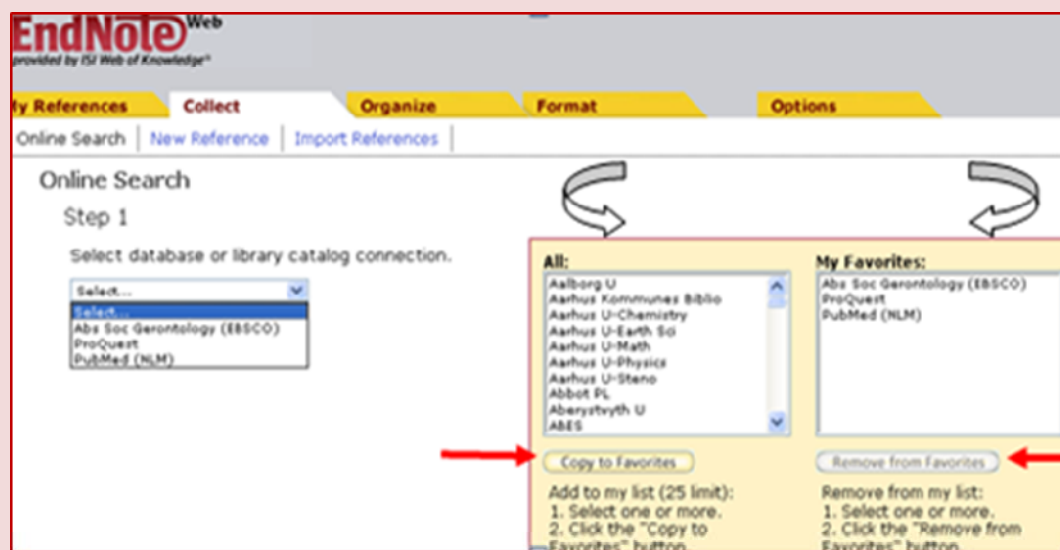 EndNote Web
provided by ISI Web of Knowledge
My References Collect Organize Format Options
Online Search New Reference Import References
Online Search
Step 1
Select database or library catalog connection.
Select...
Select...
Abs Soc Gerontology (EBSCO)
ProQuest
PubMed (NLM)
All:
Aalborg U
Aarhus Kommunes Biblio
Aarhus U-Chemistry
Aarhus U-Earth Sci
Aarhus U-Math
Aarhus U-Physics
Aarhus U-Steno
Abbot PL
Aberystwyth U
ABES
Copy to Favorites
Add to my list (25 limit):
1. Select one or more.
2. Click the "Copy to
Favorites" button.
My Favorites:
Abs Soc Gerontology (EBSCO)
ProQuest
PubMed (NLM)
Remove from Favorites
Remove from my list:
1. Select one or more.
2. Click the "Remove from
Favorites" button.